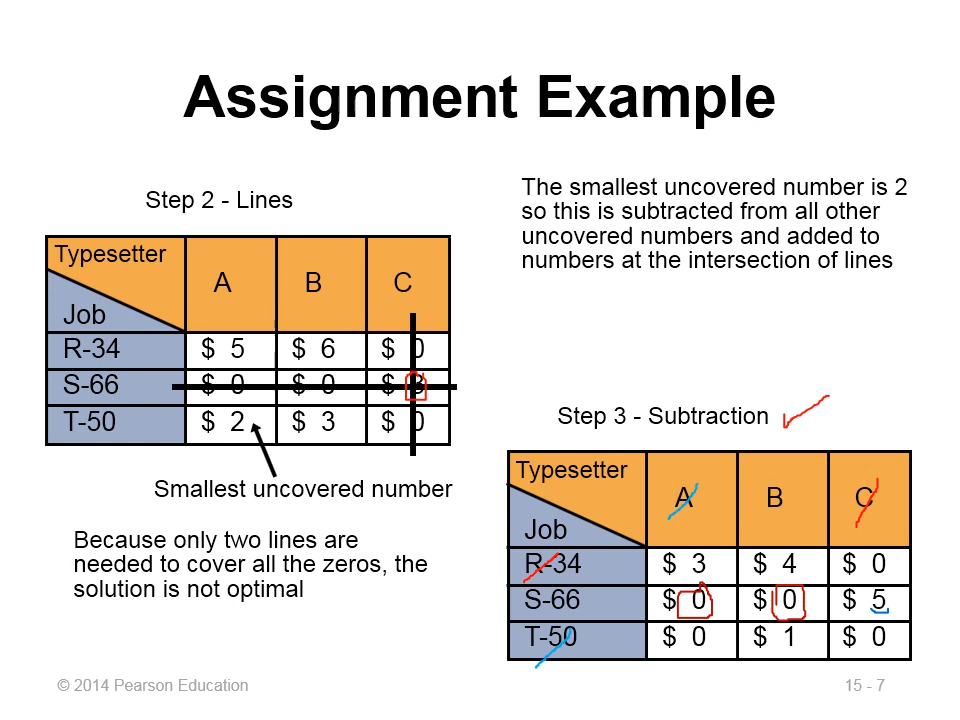 Assignment Example
Step 2 - Lines
Typesetter
Job
A B C
R-34 $ 5 $ 6 $ 0
S-66 $ 0 $ 0 $ 3
T-50 $ 2 $ 3 $ 0
Smallest uncovered number
Because only two lines are
needed to cover all the zeros, the
solution is not optimal
The smallest uncovered number is 2
so this is subtracted from all other
uncovered numbers and added to
numbers at the intersection of lines
Step 3 - Subtraction
Typesetter
Job
A B C
R-34 $ 3 $ 4 $ 0
S-66 $ 0 $ 0 $ 5
T-50 $ 0 $ 1 $ 0
© 2014 Pearson Education
15 - 7